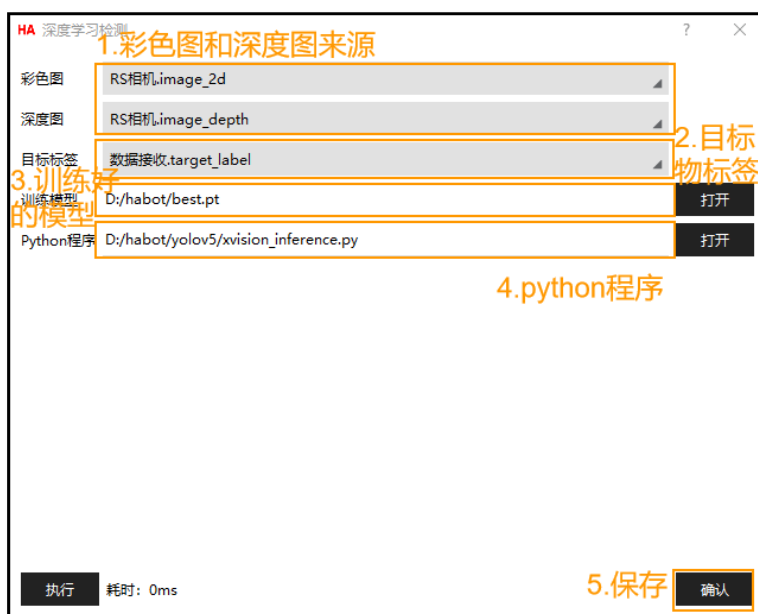 HA 深度学习检测
1.彩色图和深度图来源
彩色图 RS相机.image_2d
深度图 RS相机.image_depth
2.目标
物标签
目标标签 数据接收.target_label
3.训练好
的模型
训练模型 D:/habot/best.pt 打开
Python程序 D:/habot/yolov5/xvision_inference.py 打开
4.python程序
执行 耗时：0ms 5.保存 确认